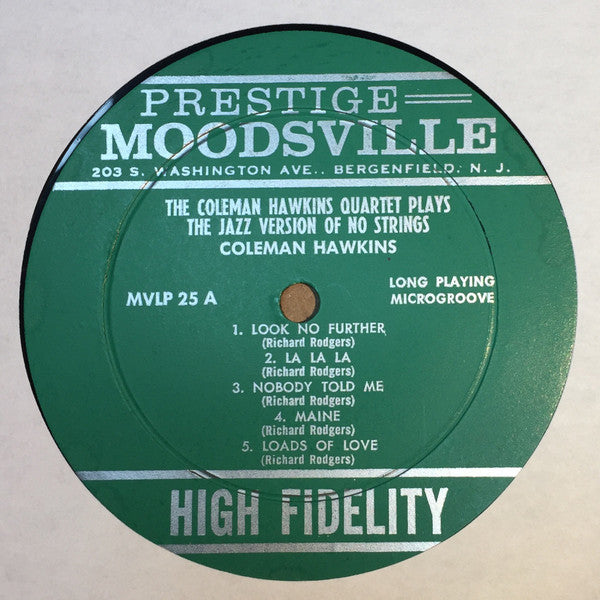 PRESTIGE
MOODSVILLE
203 S. WASHINGTON AVE., BERGENFIELD, N. J.
THE COLEMAN HAWKINS QUARTET PLAYS
THE JAZZ VERSION OF NO STRINGS
COLEMAN HAWKINS
MVLP 25 A
LONG PLAYING
MICROGROOVE
1. LOOK NO FURTHER
(Richard Rodgers)
2. LA LA LA
(Richard Rodgers)
3. NOBODY TOLD ME
(Richard Rodgers)
4. MAINE
(Richard Rodgers)
5. LOADS OF LOVE
(Richard Rodgers)
HIGH FIDELITY